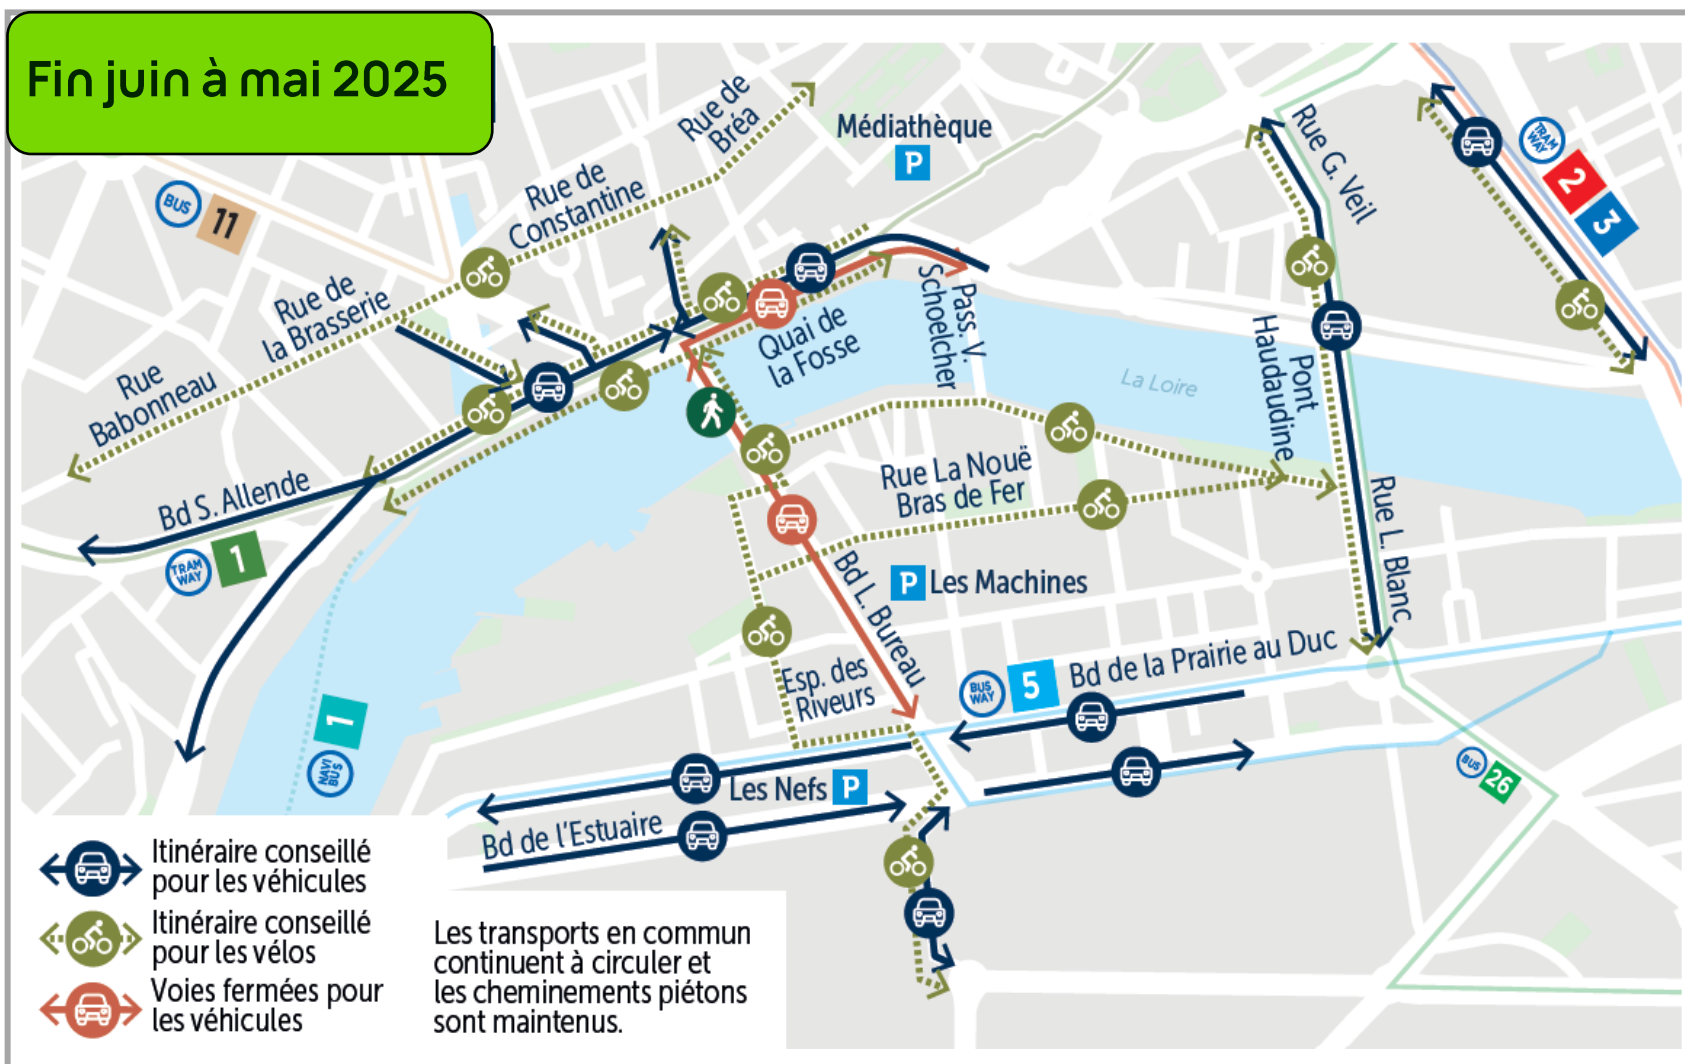 Fin juin à mai 2025
Rue de
Bréa
Médiathèque
P
Rue G. Veil
TRAM
WAY
2
3
BUS
11
Rue de
Constantine
Rue de
la Brasserie
Rue
Babonneau
Quai de
la Fosse
Pass. V.
Schoelcher
La Loire
Pont
Haudaudine
Bd S. Allende
TRAM
WAY
1
Rue La Nouë
Bras de Fer
Rue L. Blanc
Bd L. Bureau
P Les Machines
Esp. des
Riveurs
BUS
WAY
5
Bd de la Prairie au Duc
1
NAVI
BUS
Les Nefs P
Bd de l'Estuaire
BUS
26
Itinéraire conseillé
pour les véhicules
Itinéraire conseillé
pour les vélos
Voies fermées pour
les véhicules
Les transports en commun
continuent à circuler et
les cheminements piétons
sont maintenus.